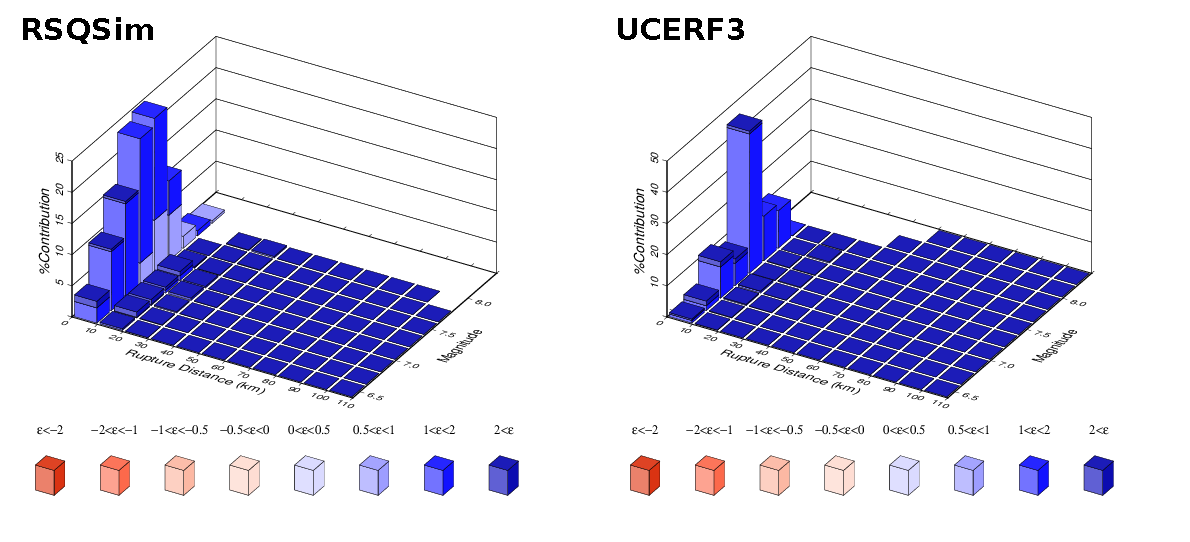 RSQSim
%Contribution
5
10
15
20
25
0
10
20
30
40
50
60
70
80
90
100
110
Rupture Distance (km)
6.5
7.0
7.5
8.0
Magnitude
ε<−2
−2<ε<−1
−1<ε<−0.5
−0.5<ε<0
0<ε<0.5
0.5<ε<1
1<ε<2
2<ε
UCERF3
%Contribution
10
20
30
40
50
0
10
20
30
40
50
60
70
80
90
100
110
Rupture Distance (km)
6.5
7.0
7.5
8.0
Magnitude
ε<−2
−2<ε<−1
−1<ε<−0.5
−0.5<ε<0
0<ε<0.5
0.5<ε<1
1<ε<2
2<ε